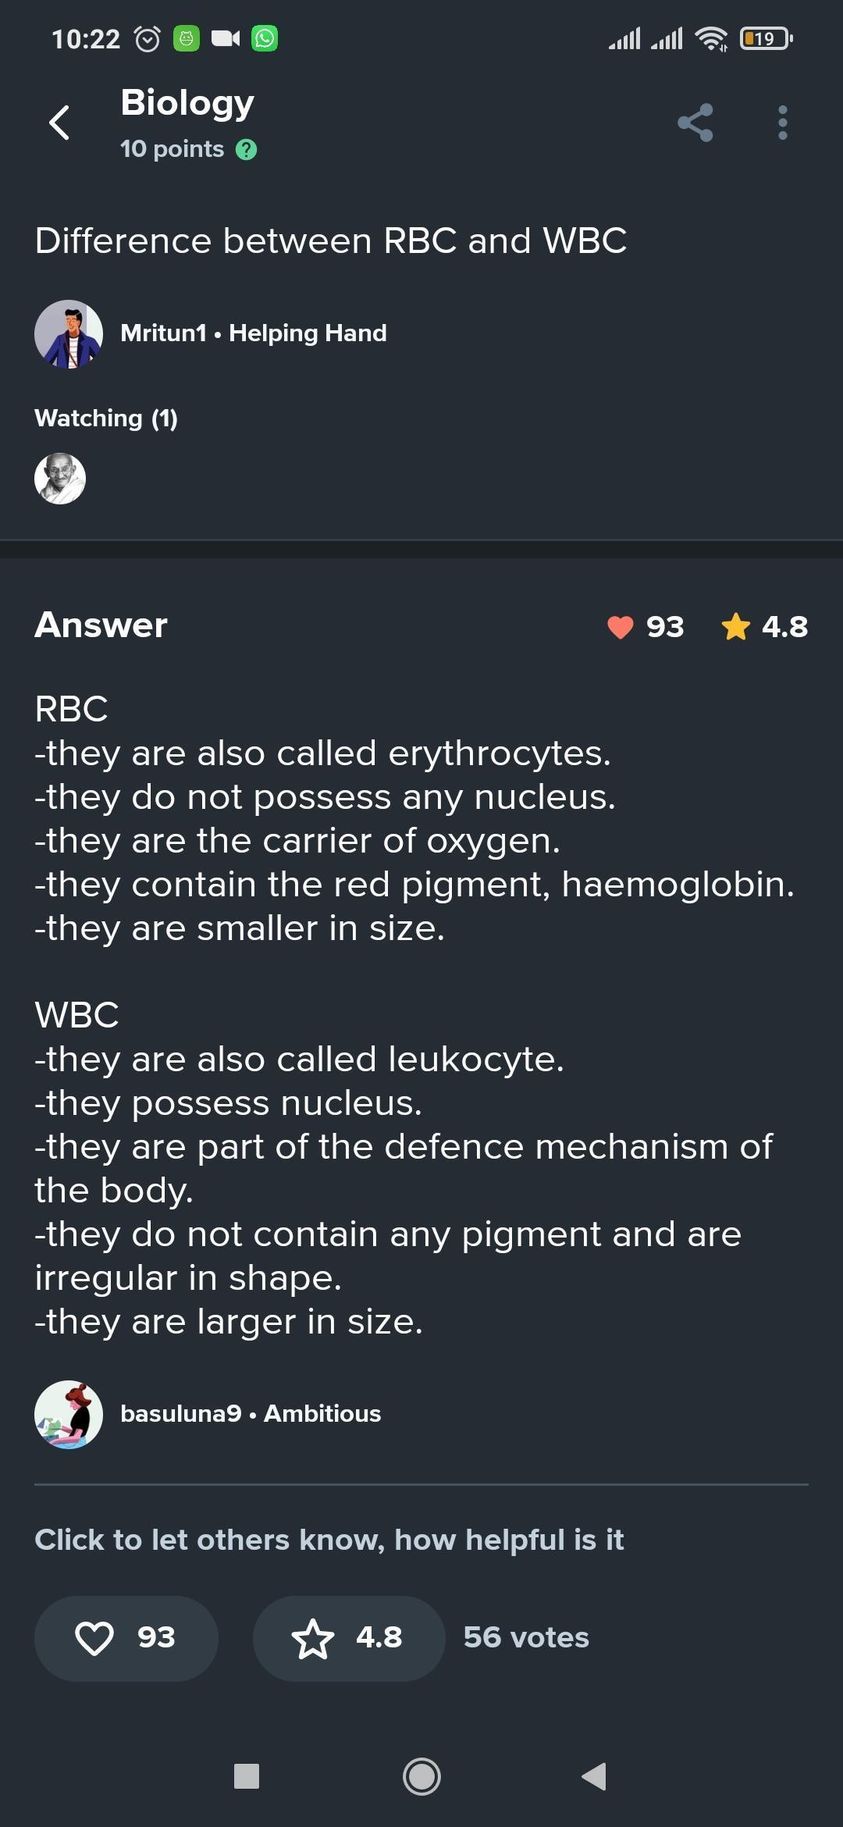 10:22
19
Biology
10 points ?
Difference between RBC and WBC
Mritun1 • Helping Hand
Watching (1)
Answer
93
4.8
RBC
-they are also called erythrocytes.
-they do not possess any nucleus.
-they are the carrier of oxygen.
-they contain the red pigment, haemoglobin.
-they are smaller in size.
WBC
-they are also called leukocyte.
-they possess nucleus.
-they are part of the defence mechanism of
the body.
-they do not contain any pigment and are
irregular in shape.
-they are larger in size.
basuluna9 • Ambitious
Click to let others know, how helpful is it
93
4.8
56 votes